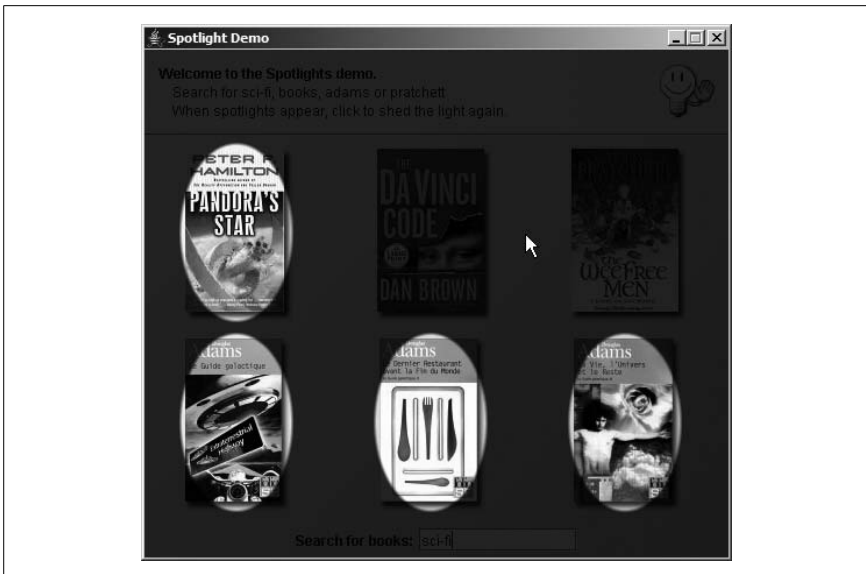 Spotlight Demo
Welcome to the Spotlights demo.
Search for sci-fi, books, adams or pratchett
When spotlights appear, click to shed the light again.
PETER F
HAMILTON
PANDORA'S
STAR
THE
DA VINCI
CODE
DAN BROWN
the
WEE FREE
MEN
Adams
Guide galactique
Adams
Dernier Restaurant
avant la Fin du Monde
Adams
La Vie, l'Univers
et le Reste
Search for books: sci-fi